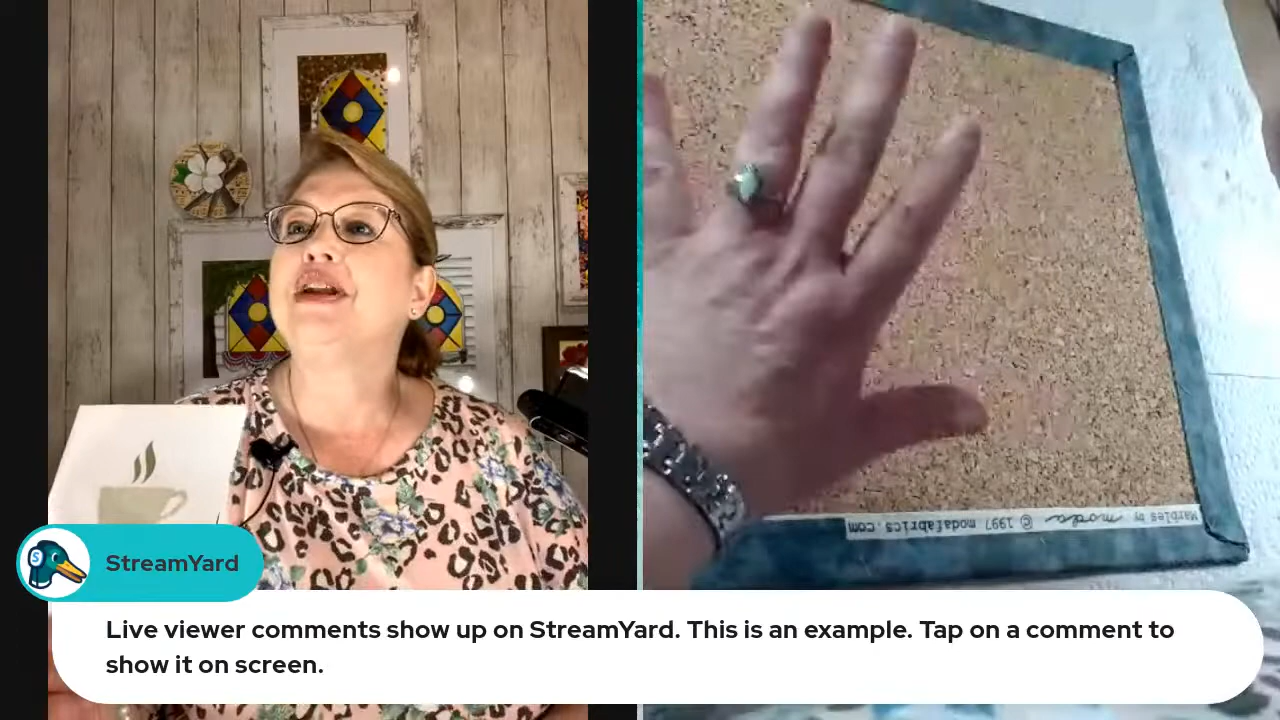 Marbles by moda © 1997 modafabrics.com
StreamYard
Live viewer comments show up on StreamYard. This is an example. Tap on a comment to
show it on screen.